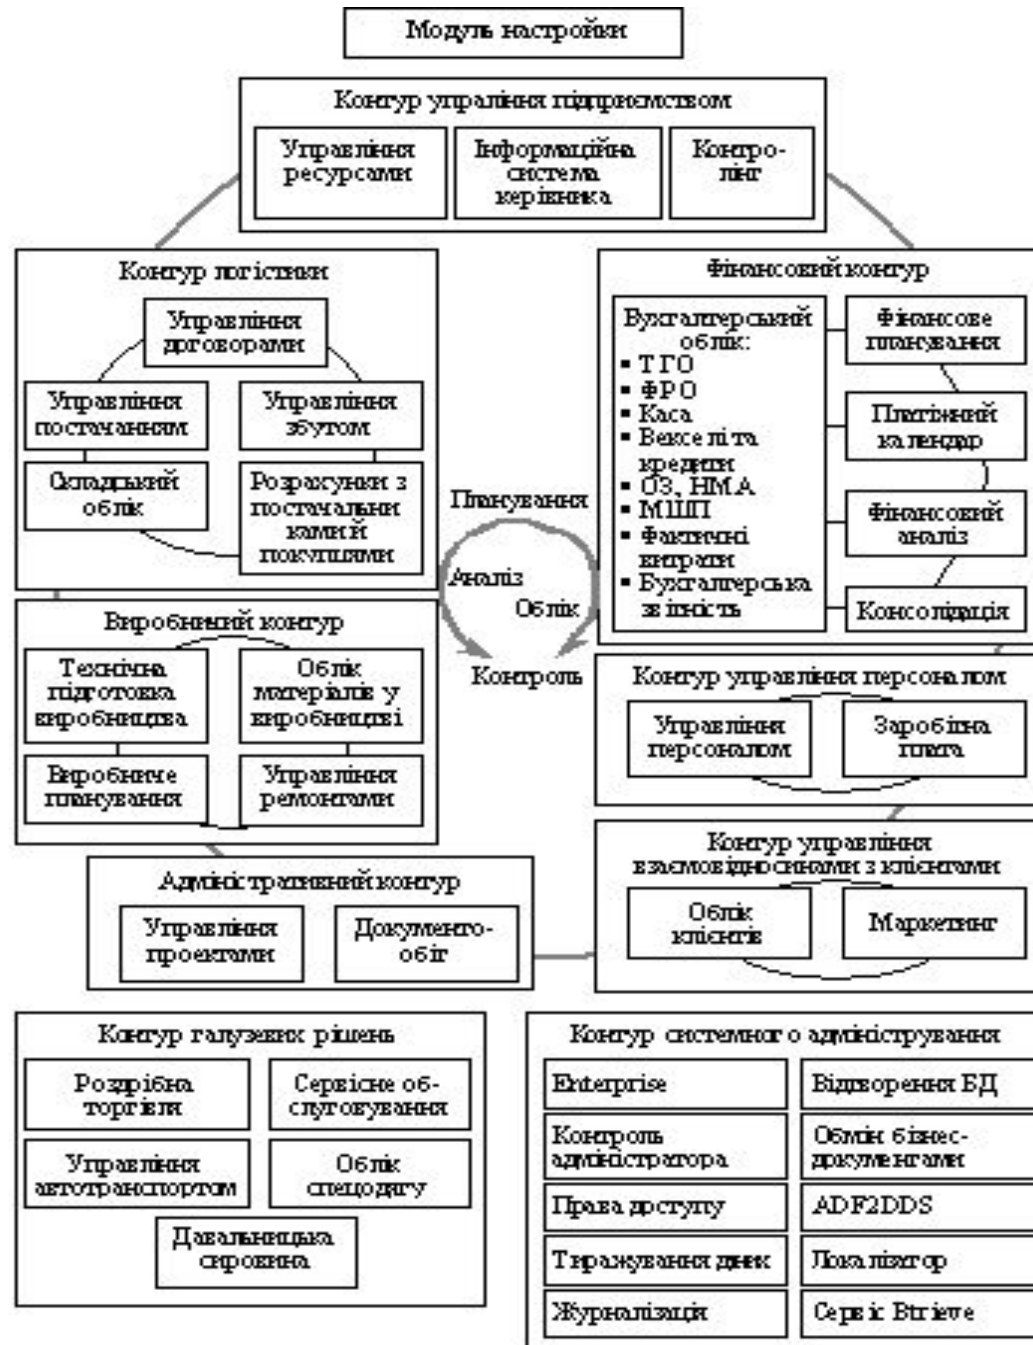 Модуль настройки
Контур упраління підприємством
Управління
ресурсами
Інформаційна
система
керівника
Контро-
лінг
Контур логістики
Управління
договорами
Управління
постачанням
Управління
збутом
Складський
облік
Розрахунки з
постачальни
ками й
покупцями
Фінансовий контур
Бухгалтерський
облік:
▪ ТГО
▪ ФРО
▪ Каса
▪ Векселі та
кредити
▪ ОЗ, НМА
▪ МШП
▪ Фактичні
витрати
▪ Бухгалтерська
звітність
Фінансове
планування
Платіжний
календар
Фінансовий
аналіз
Консолідація
Планування
Аналіз
Облік
Контроль
Виробничий контур
Технічна
підготовка
виробництва
Облік
матеріалів у
виробництві
Виробниче
планування
Управління
ремонтами
Контур управління персоналом
Управління
персоналом
Заробітна
плата
Адміністративний контур
Управління
проектами
Документо-
обіг
Контур управління
взаємовідносинами з клієнтами
Облік
клієнтів
Маркетинг
Контур галузевих рішень
Роздрібна
торгівля
Сервісне об-
слуговування
Управління
автотранспортом
Облік
спецодягу
Давальницька
сировина
Контур системного адміністрування
Enterprise
Відтворення БД
Контроль
адміністратора
Обмін бізнес-
документами
Права доступу
ADF2DDS
Тиражування даних
Локалізатор
Журналізація
Сервіс Btrieve